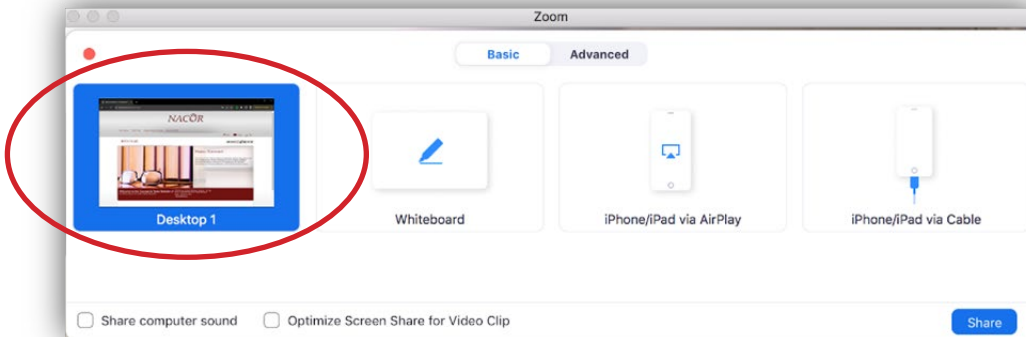 Zoom
Basic Advanced
NACOR
Desktop 1
Whiteboard
iPhone/iPad via AirPlay
iPhone/iPad via Cable
Share computer sound
Optimize Screen Share for Video Clip
Share